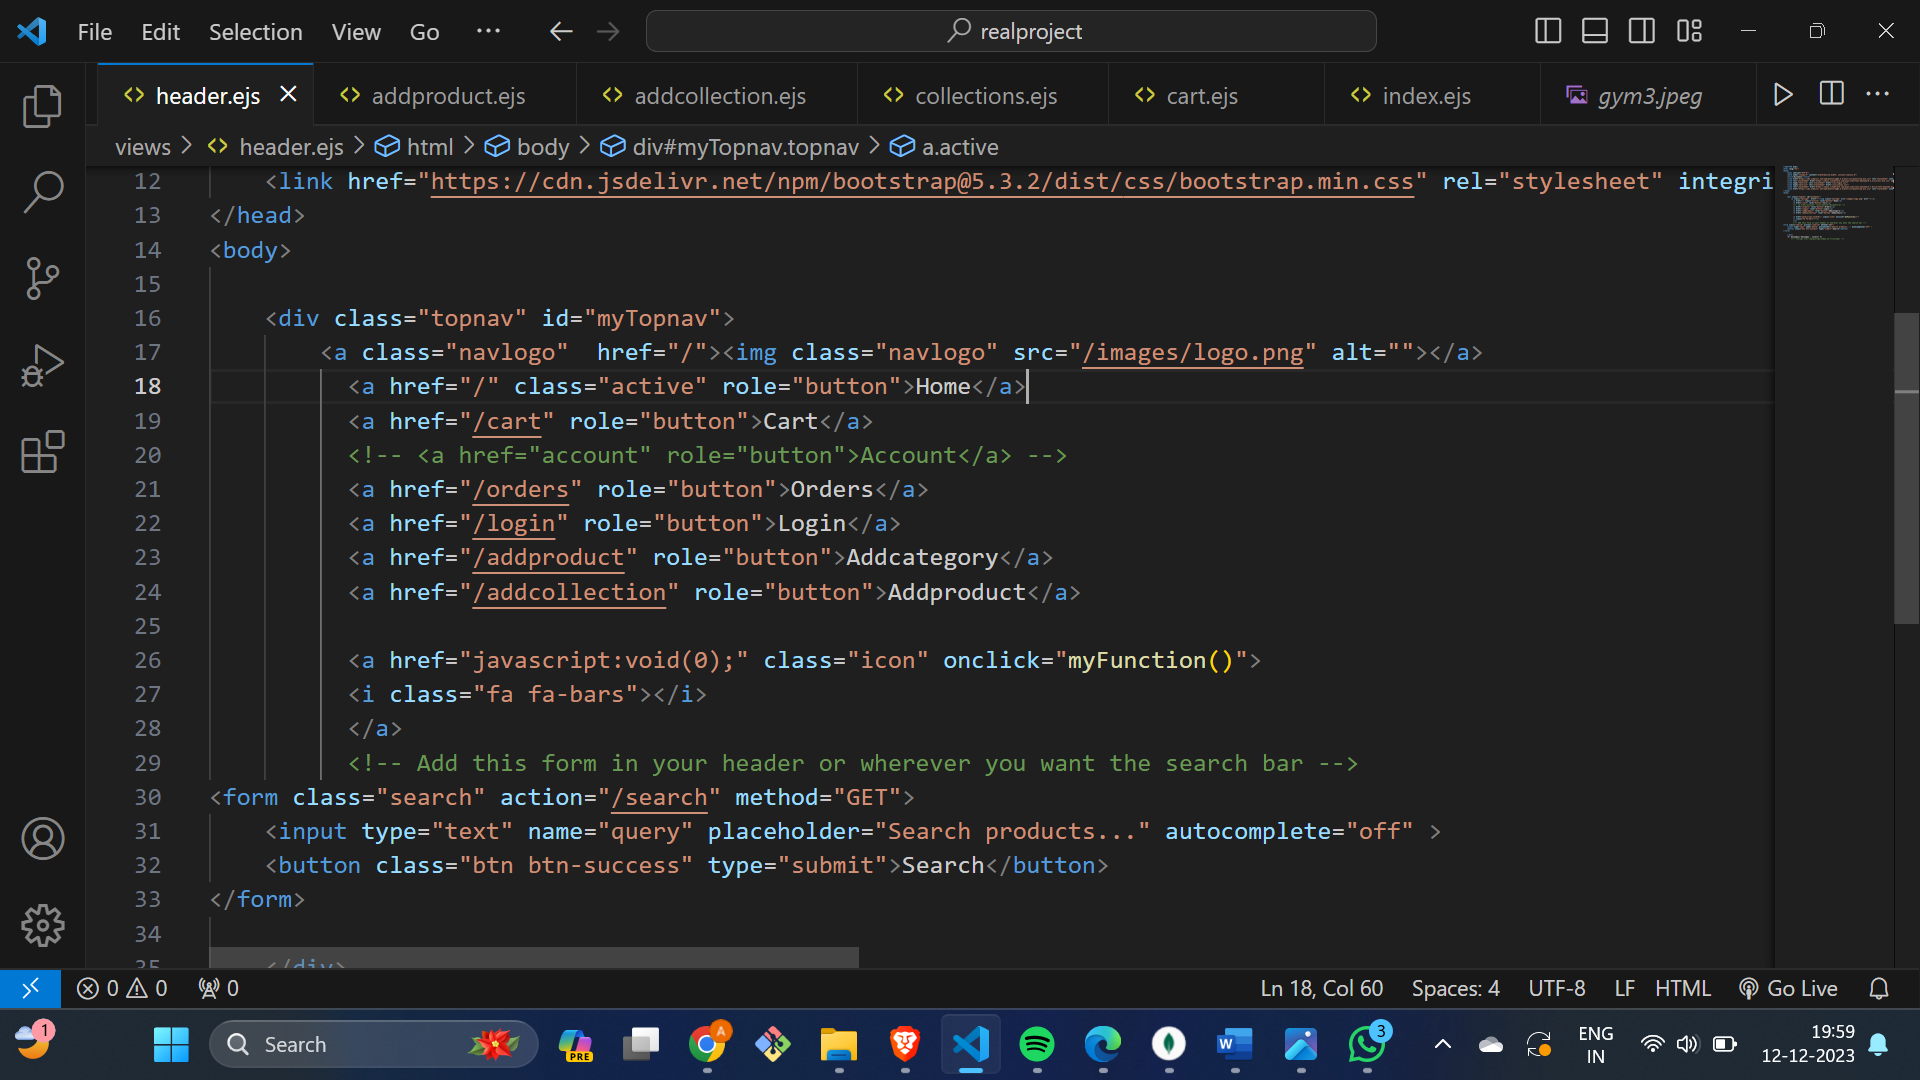 File Edit Selection View Go ··· realproject
header.ejs addproduct.ejs addcollection.ejs collections.ejs cart.ejs index.ejs gym3.jpeg
views > header.ejs > html > body > div#myTopnav.topnav > a.active
12 <link href="https://cdn.jsdelivr.net/npm/bootstrap@5.3.2/dist/css/bootstrap.min.css" rel="stylesheet" integri
13 </head>
14 <body>
15
16 <div class="topnav" id="myTopnav">
17 <a class="navlogo"  href="/"><img class="navlogo" src="/images/logo.png" alt=""></a>
18 <a href="/" class="active" role="button">Home</a>
19 <a href="/cart" role="button">Cart</a>
20 <!-- <a href="account" role="button">Account</a> -->
21 <a href="/orders" role="button">Orders</a>
22 <a href="/login" role="button">Login</a>
23 <a href="/addproduct" role="button">Addcategory</a>
24 <a href="/addcollection" role="button">Addproduct</a>
25
26 <a href="javascript:void(0);" class="icon" onclick="myFunction()">
27 <i class="fa fa-bars"></i>
28 </a>
29 <!-- Add this form in your header or wherever you want the search bar -->
30 <form class="search" action="/search" method="GET">
31 <input type="text" name="query" placeholder="Search products..." autocomplete="off" >
32 <button class="btn btn-success" type="submit">Search</button>
33 </form>
34
35 </div>
0 0 0 Ln 18, Col 60 Spaces: 4 UTF-8 LF HTML Go Live
1 Search PRE A W 3 ENG 19:59
IN 12-12-2023